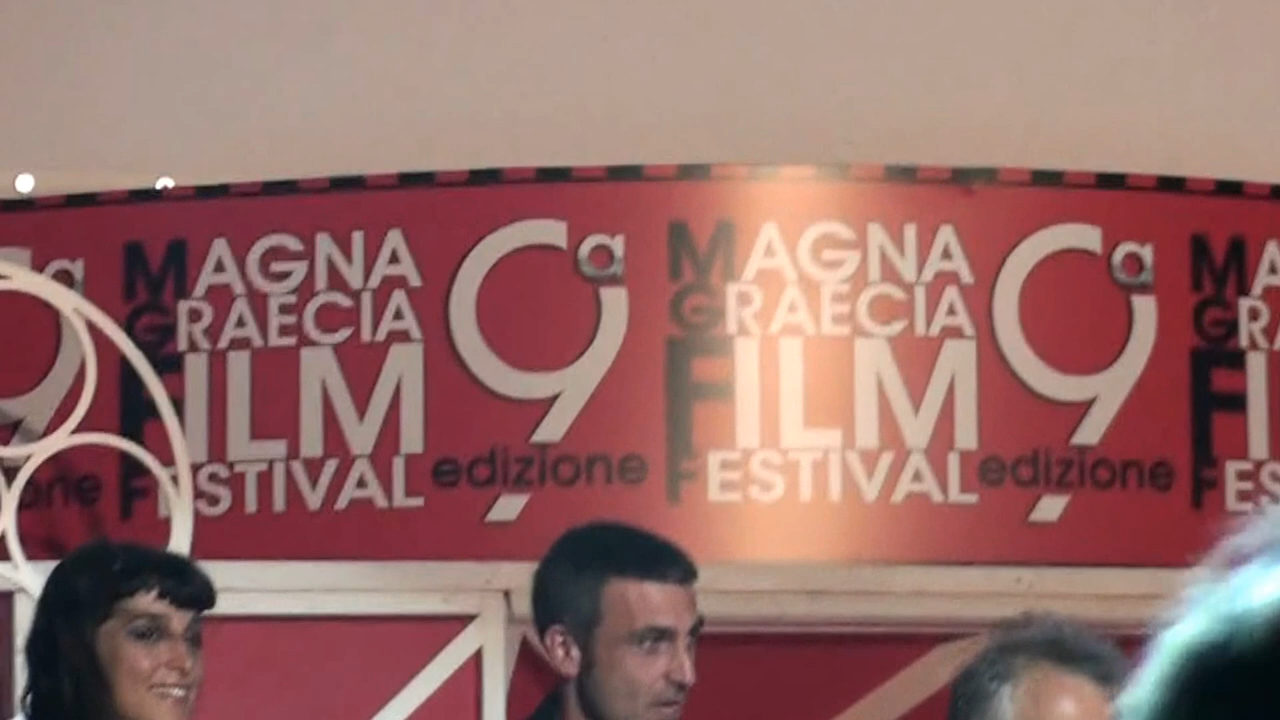 MAGNA
GRAECIA
FILM
FESTIVAL
9a
edizione
MAGNA
GRAECIA
FILM
FESTIVAL
9a
edizione